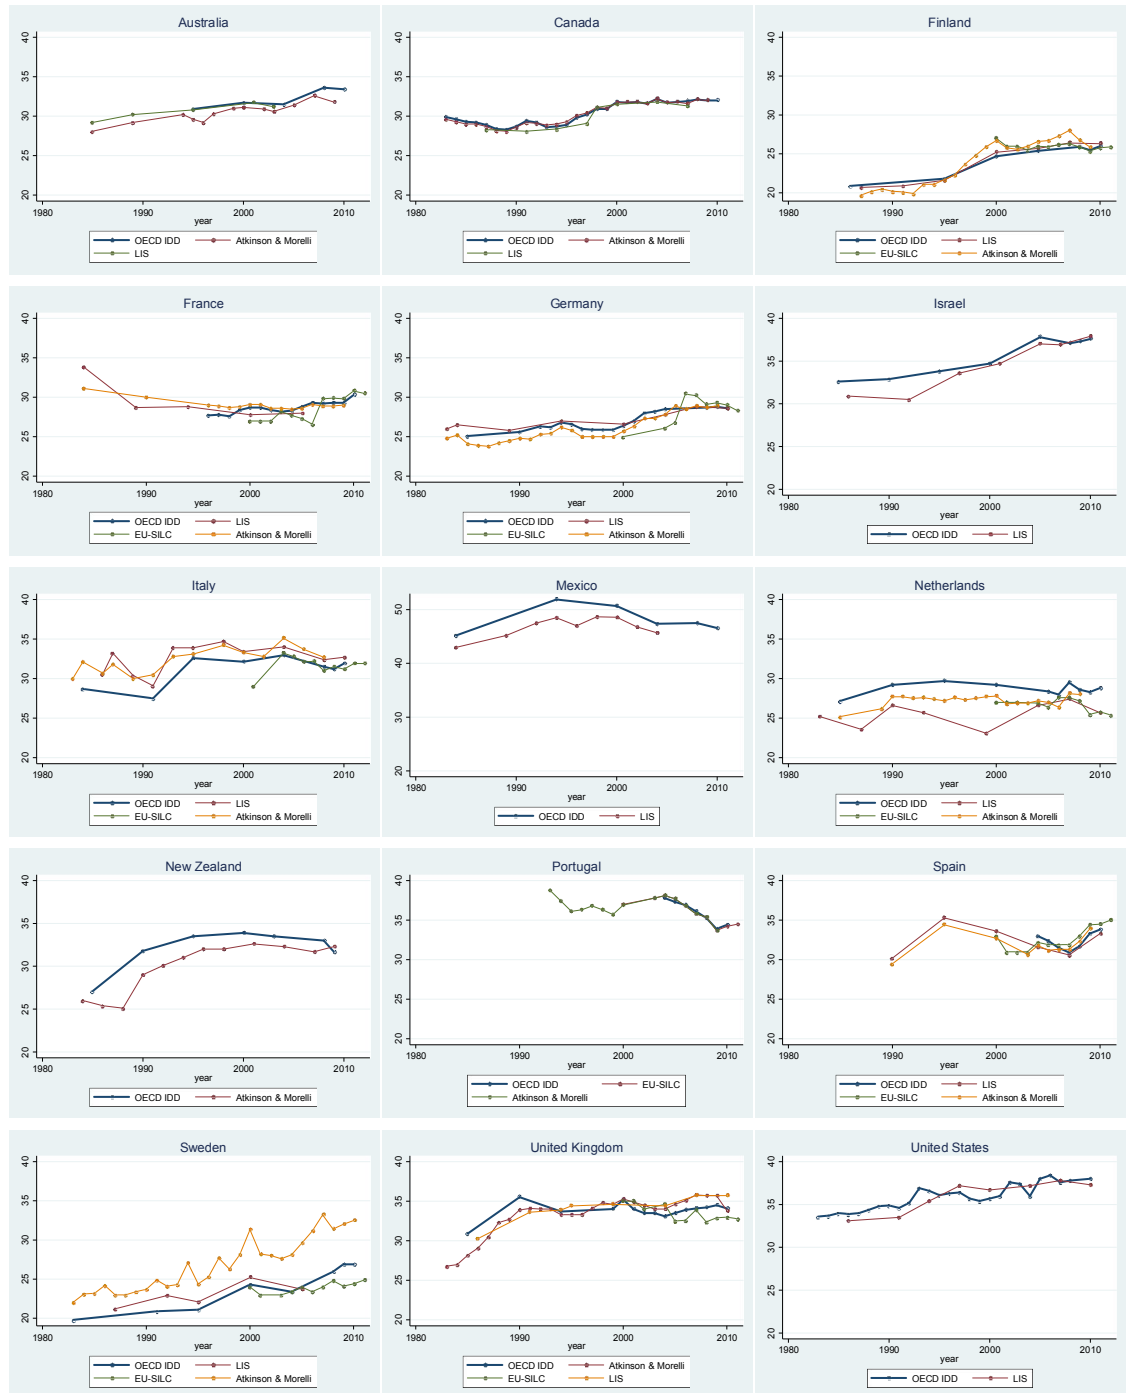 Australia
40
35
30
25
20
1980 1990 2000 2010
year
OECD IDD Atkinson & Morelli
LIS
Canada
40
35
30
25
20
1980 1990 2000 2010
year
OECD IDD Atkinson & Morelli
LIS
Finland
40
35
30
25
20
1980 1990 2000 2010
year
OECD IDD LIS
EU-SILC Atkinson & Morelli
France
40
35
30
25
20
1980 1990 2000 2010
year
OECD IDD LIS
EU-SILC Atkinson & Morelli
Germany
40
35
30
25
20
1980 1990 2000 2010
year
OECD IDD LIS
EU-SILC Atkinson & Morelli
Israel
40
35
30
25
20
1980 1990 2000 2010
year
OECD IDD LIS
Italy
40
35
30
25
20
1980 1990 2000 2010
year
OECD IDD LIS
EU-SILC Atkinson & Morelli
Mexico
50
40
30
20
1980 1990 2000 2010
year
OECD IDD LIS
Netherlands
40
35
30
25
20
1980 1990 2000 2010
year
OECD IDD LIS
EU-SILC Atkinson & Morelli
New Zealand
40
35
30
25
20
1980 1990 2000 2010
year
OECD IDD Atkinson & Morelli
Portugal
40
35
30
25
20
1980 1990 2000 2010
year
OECD IDD EU-SILC
Atkinson & Morelli
Spain
40
35
30
25
20
1980 1990 2000 2010
year
OECD IDD LIS
EU-SILC Atkinson & Morelli
Sweden
40
35
30
25
20
1980 1990 2000 2010
year
OECD IDD LIS
EU-SILC Atkinson & Morelli
United Kingdom
40
35
30
25
20
1980 1990 2000 2010
year
OECD IDD Atkinson & Morelli
EU-SILC LIS
United States
40
35
30
25
20
1980 1990 2000 2010
year
OECD IDD LIS